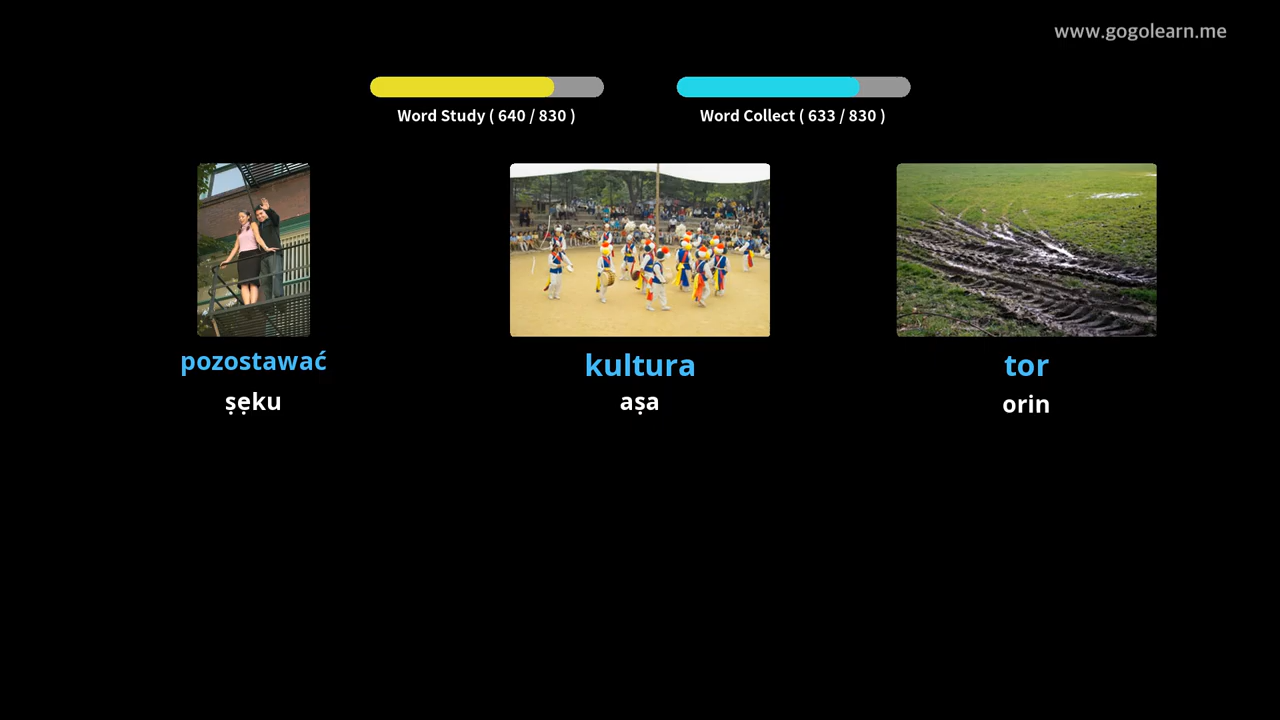 www.gogolearn.me
Word Study ( 640 / 830 )
Word Collect ( 633 / 830 )
pozostawać
kultura
tor
ṣẹku
aṣa
orin